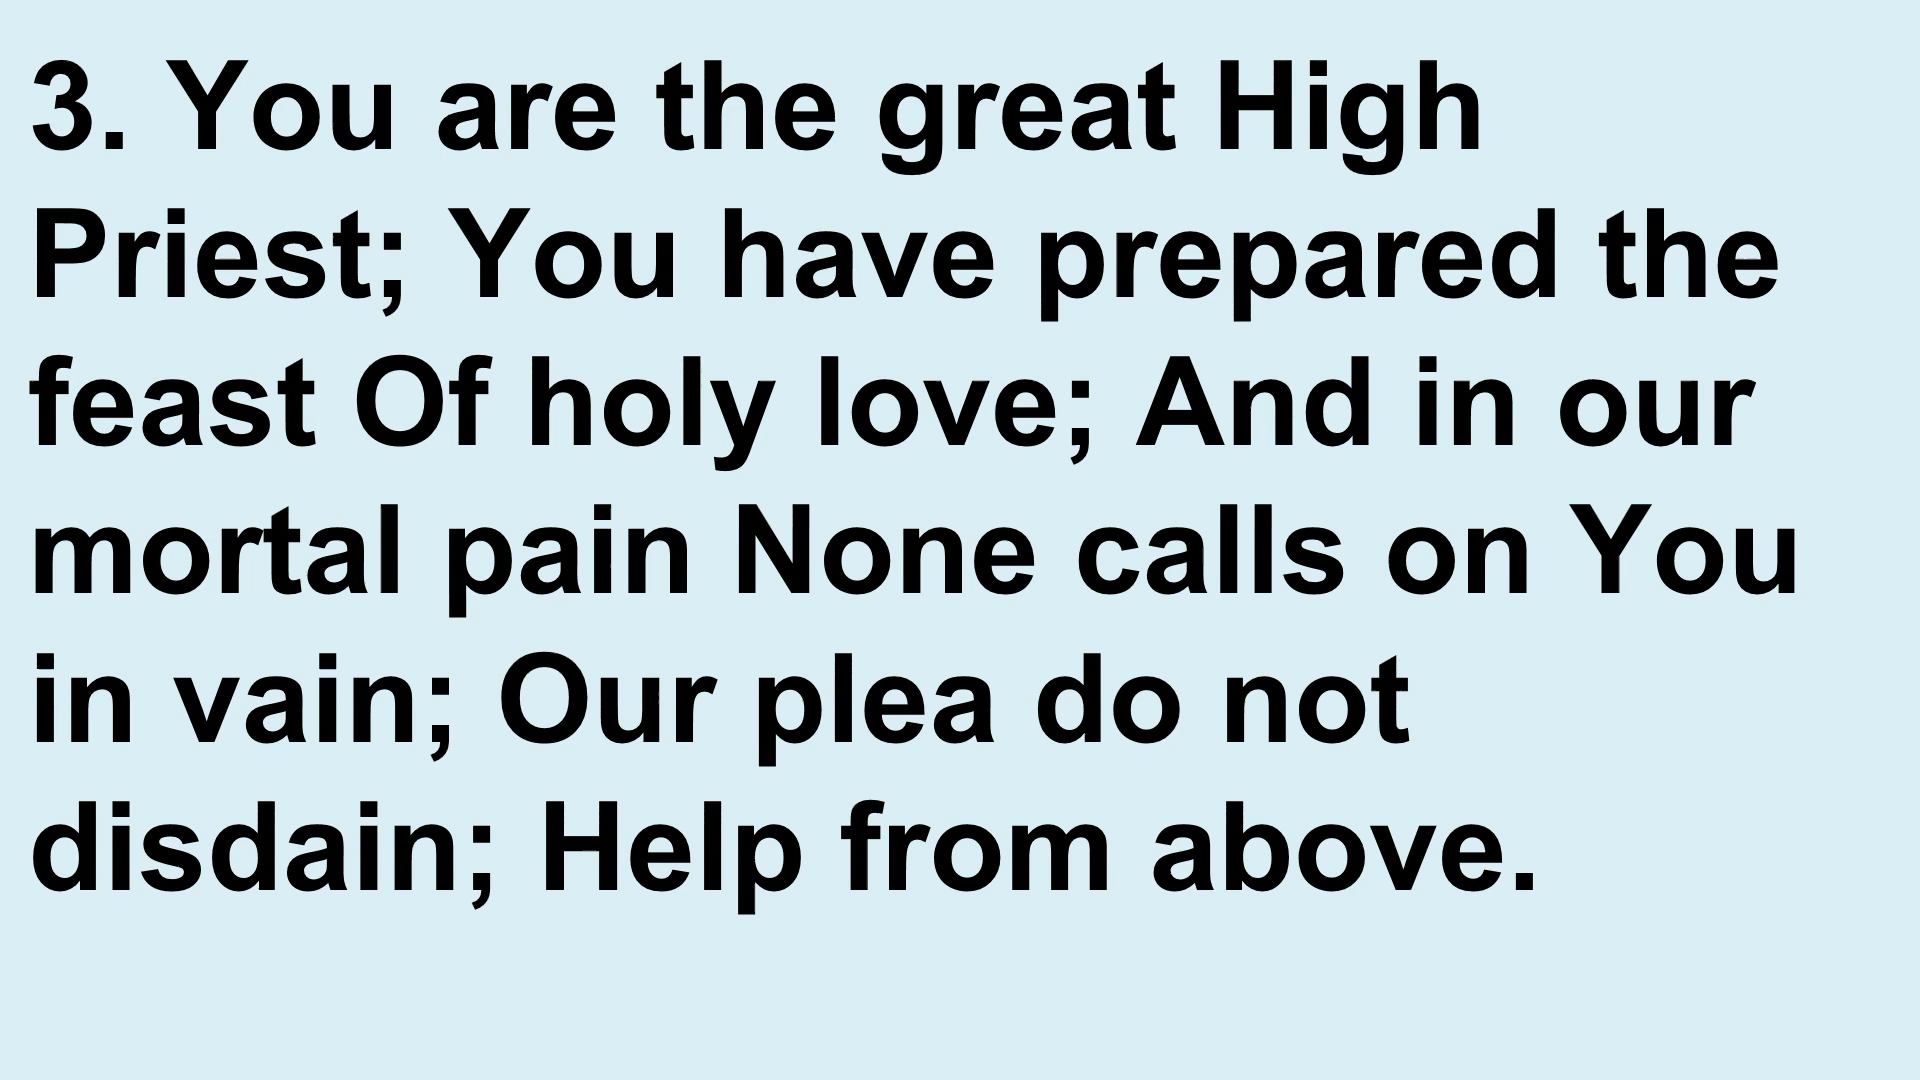 3. You are the great High
Priest; You have prepared the
feast Of holy love; And in our
mortal pain None calls on You
in vain; Our plea do not
disdain; Help from above.